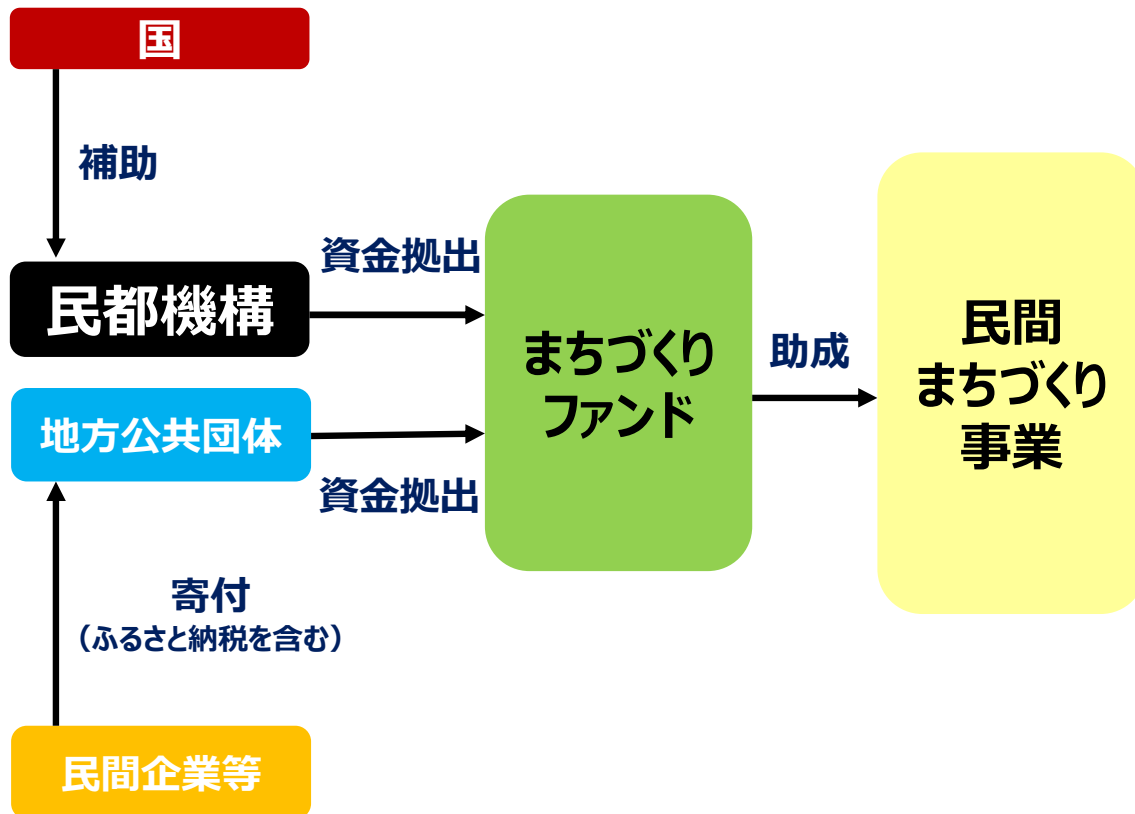 国
補助
民都機構
資金拠出
地方公共団体
資金拠出
寄付
（ふるさと納税を含む）
民間企業等
まちづくり
ファンド
助成
民間
まちづくり
事業